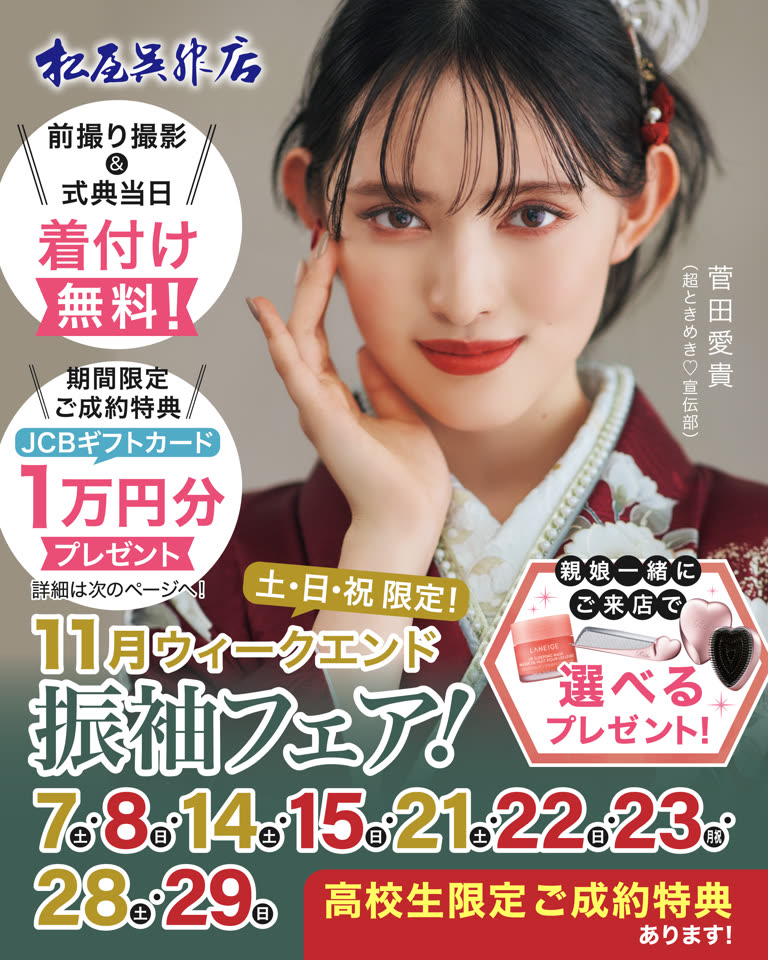 松屋呉服店
前撮り撮影
&
式典当日
着付け
無料!
期間限定
ご成約特典
JCBギフトカード
1万円分
プレゼント
詳細は次のページへ!
菅田愛貴
(超ときめき♡宣伝部)
土・日・祝 限定!
11月ウィークエンド
振袖フェア!
親娘一緒に
ご来店で
LANEIGE
選べる
プレゼント!
7土・8日・14土・15日・21土・22日・23月祝・
28土・29日
高校生限定ご成約特典
あります!